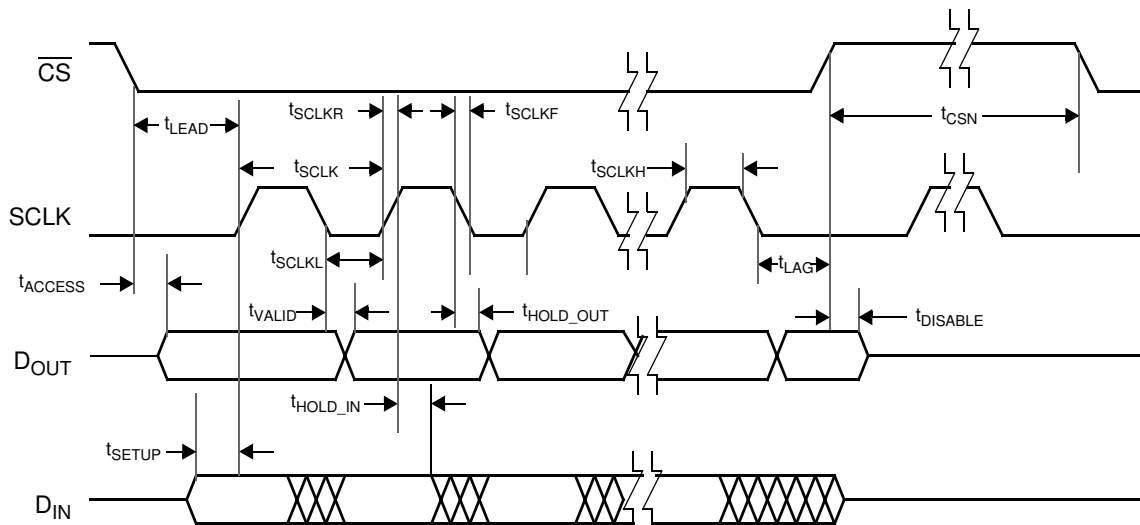 CS
tLEAD
tSCLKR
tSCLKF
tCSN
tSCLK
tSCLKH
SCLK
tSCLKL
tLAG
tACCESS
tVALID
tHOLD_OUT
tDISABLE
DOUT
tHOLD_IN
tSETUP
DIN